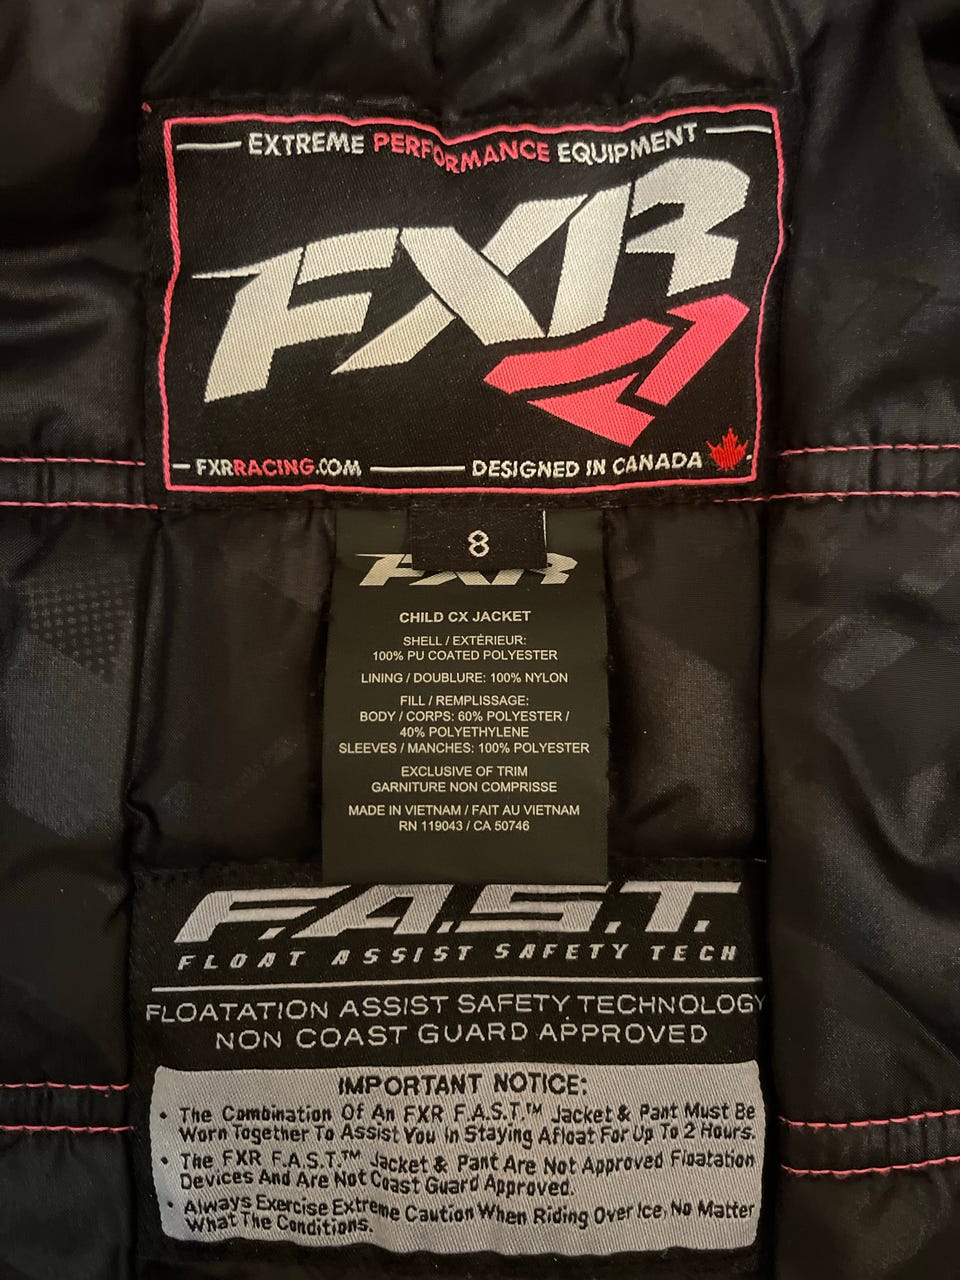 EXTREME PERFORMANCE EQUIPMENT
FXR
FXRRACING.COM
DESIGNED IN CANADA
8
FXR
CHILD CX JACKET
SHELL / EXTÉRIEUR:
100% PU COATED POLYESTER
LINING / DOUBLURE: 100% NYLON
FILL / REMPLISSAGE:
BODY / CORPS: 60% POLYESTER /
40% POLYETHYLENE
SLEEVES / MANCHES: 100% POLYESTER
EXCLUSIVE OF TRIM
GARNITURE NON COMPRISSE
MADE IN VIETNAM / FAIT AU VIETNAM
RN 119043 / CA 50746
F.A.S.T.
FLOAT ASSIST SAFETY TECH
FLOATATION ASSIST SAFETY TECHNOLOGY
NON COAST GUARD APPROVED
IMPORTANT NOTICE:
• The Combination Of An FXR F.A.S.T.™ Jacket & Pant Must Be
Worn Together To Assist You In Staying Afloat For Up To 2 Hours.
• The FXR F.A.S.T.™ Jacket & Pant Are Not Approved Floatation
Devices And Are Not Coast Guard Approved.
• Always Exercise Extreme Caution When Riding Over Ice, No Matter
What The Conditions.